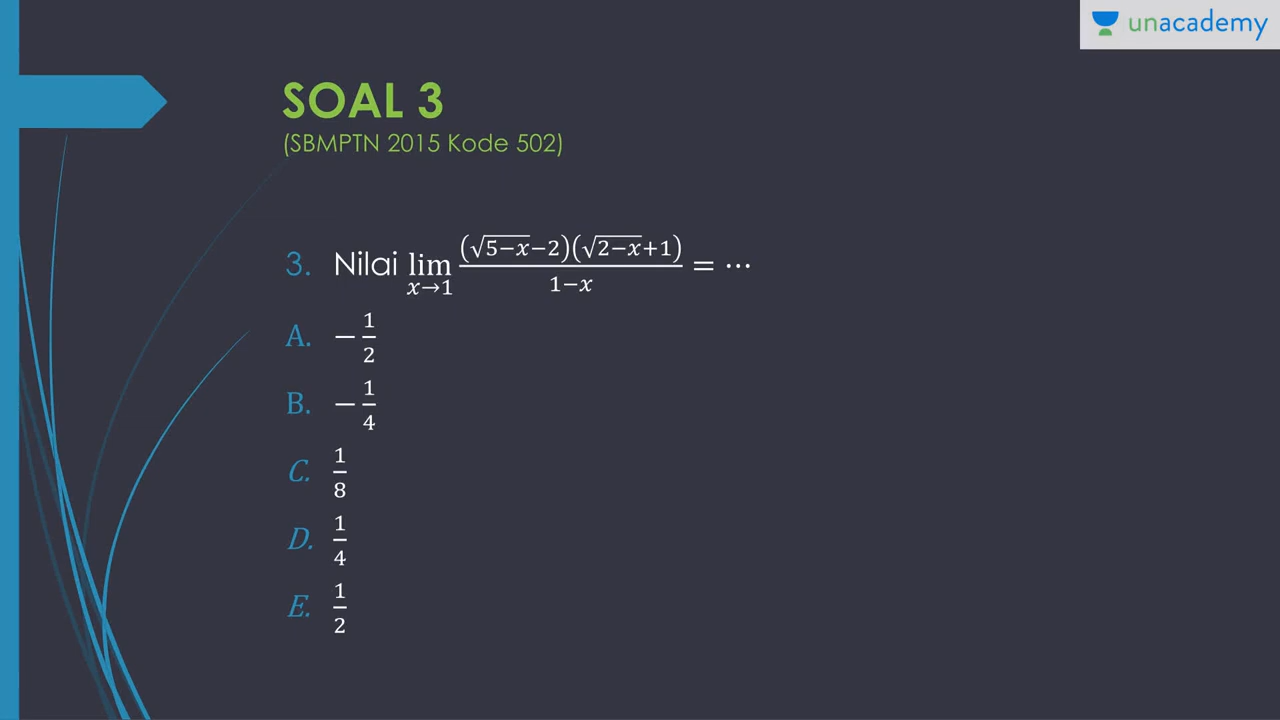 unacademy
SOAL 3
(SBMPTN 2015 Kode 502)
3. Nilai lim x→1 (√5−x−2)(√2−x+1) / 1−x = ⋯
A. − 1/2
B. − 1/4
C. 1/8
D. 1/4
E. 1/2